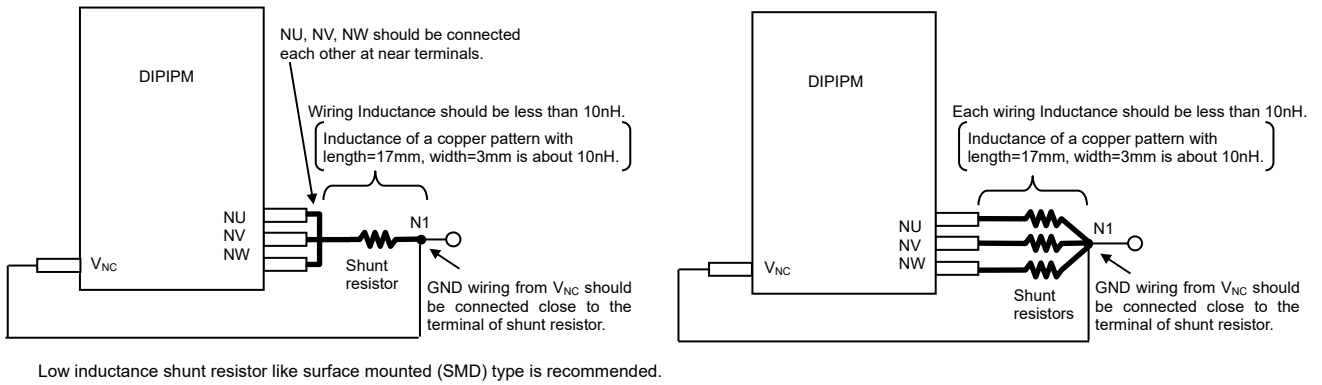 NU, NV, NW should be connected
each other at near terminals.
DIPIPM
Wiring Inductance should be less than 10nH.
Inductance of a copper pattern with
length=17mm, width=3mm is about 10nH.
NU
NV
NW
N1
VNC
Shunt
resistor
GND wiring from VNC should
be connected close to the
terminal of shunt resistor.
DIPIPM
Each wiring Inductance should be less than 10nH.
Inductance of a copper pattern with
length=17mm, width=3mm is about 10nH.
NU
NV
NW
N1
VNC
Shunt
resistors
GND wiring from VNC should
be connected close to the
terminal of shunt resistor.
Low inductance shunt resistor like surface mounted (SMD) type is recommended.